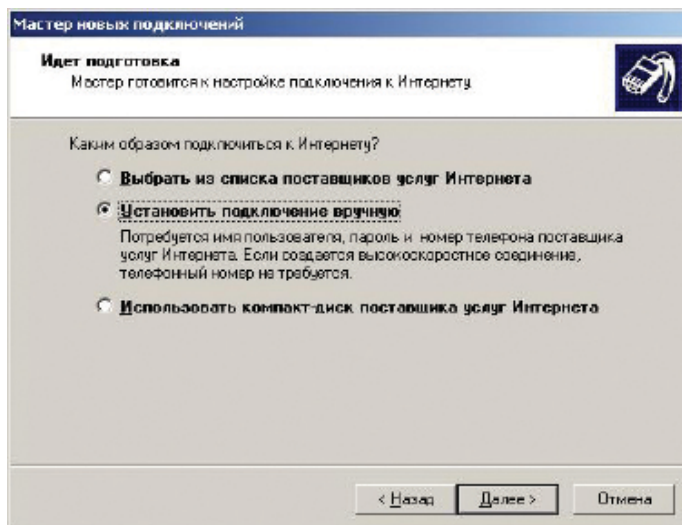 Мастер новых подключений
Идет подготовка
Мастер готовится к настройке подключения к Интернету.
Каким образом подключиться к Интернету?
Выбрать из списка поставщиков услуг Интернета
Установить подключение вручную
Потребуется имя пользователя, пароль и номер телефона поставщика
услуг Интернета. Если создается высокоскоростное соединение,
телефонный номер не требуется.
Использовать компакт-диск поставщика услуг Интернета
< Назад Далее > Отмена